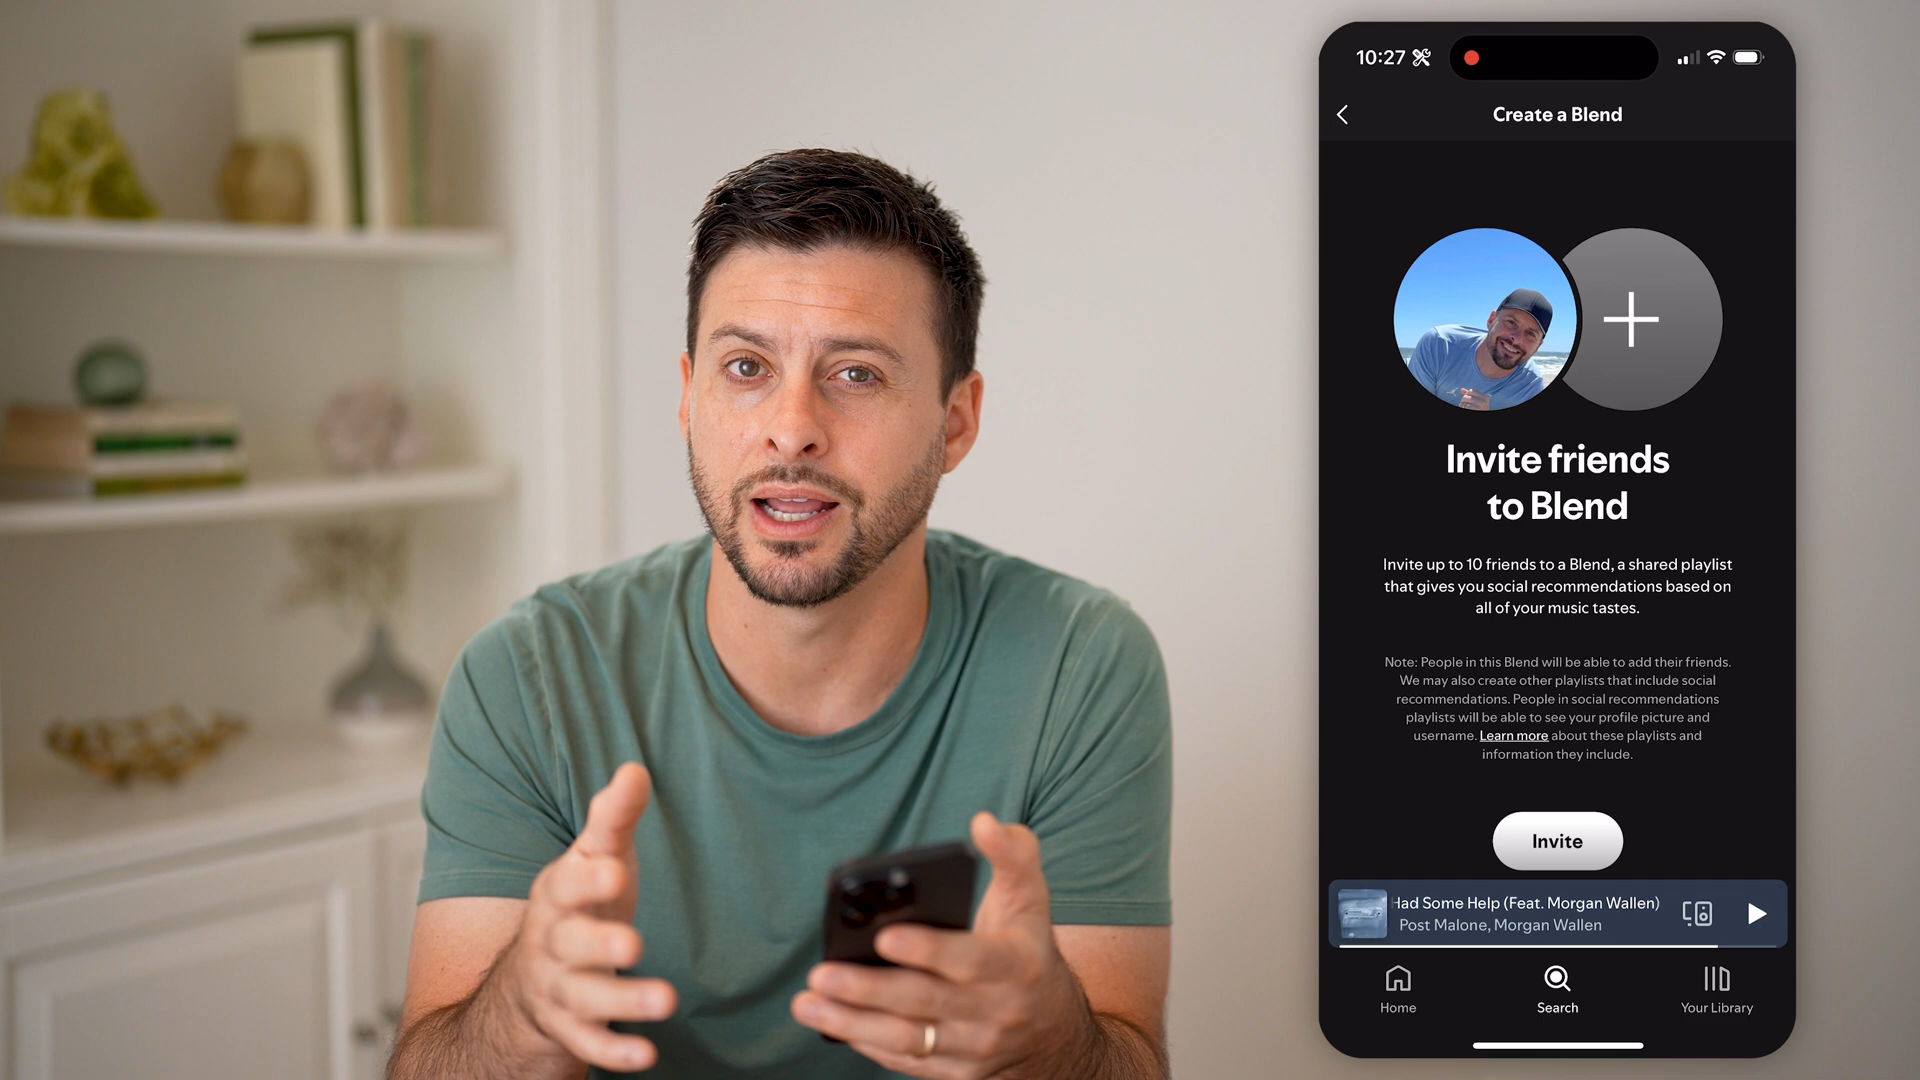 10:27
Create a Blend
Invite friends
to Blend
Invite up to 10 friends to a Blend, a shared playlist
that gives you social recommendations based on
all of your music tastes.
Note: People in this Blend will be able to add their friends.
We may also create other playlists that include social
recommendations. People in social recommendations
playlists will be able to see your profile picture and
username. Learn more about these playlists and
information they include.
Invite
Had Some Help (Feat. Morgan Wallen)
Post Malone, Morgan Wallen
Home
Search
Your Library